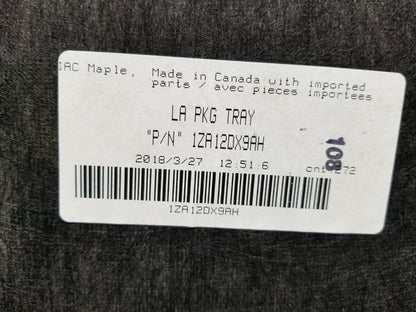 IAC Maple, Made in Canada with imported
parts / avec pieces importees
LA PKG TRAY
"P/N" 1ZA12DX9AH
108
2018/3/27 12:51:6 cnt 272
1ZA12DX9AH